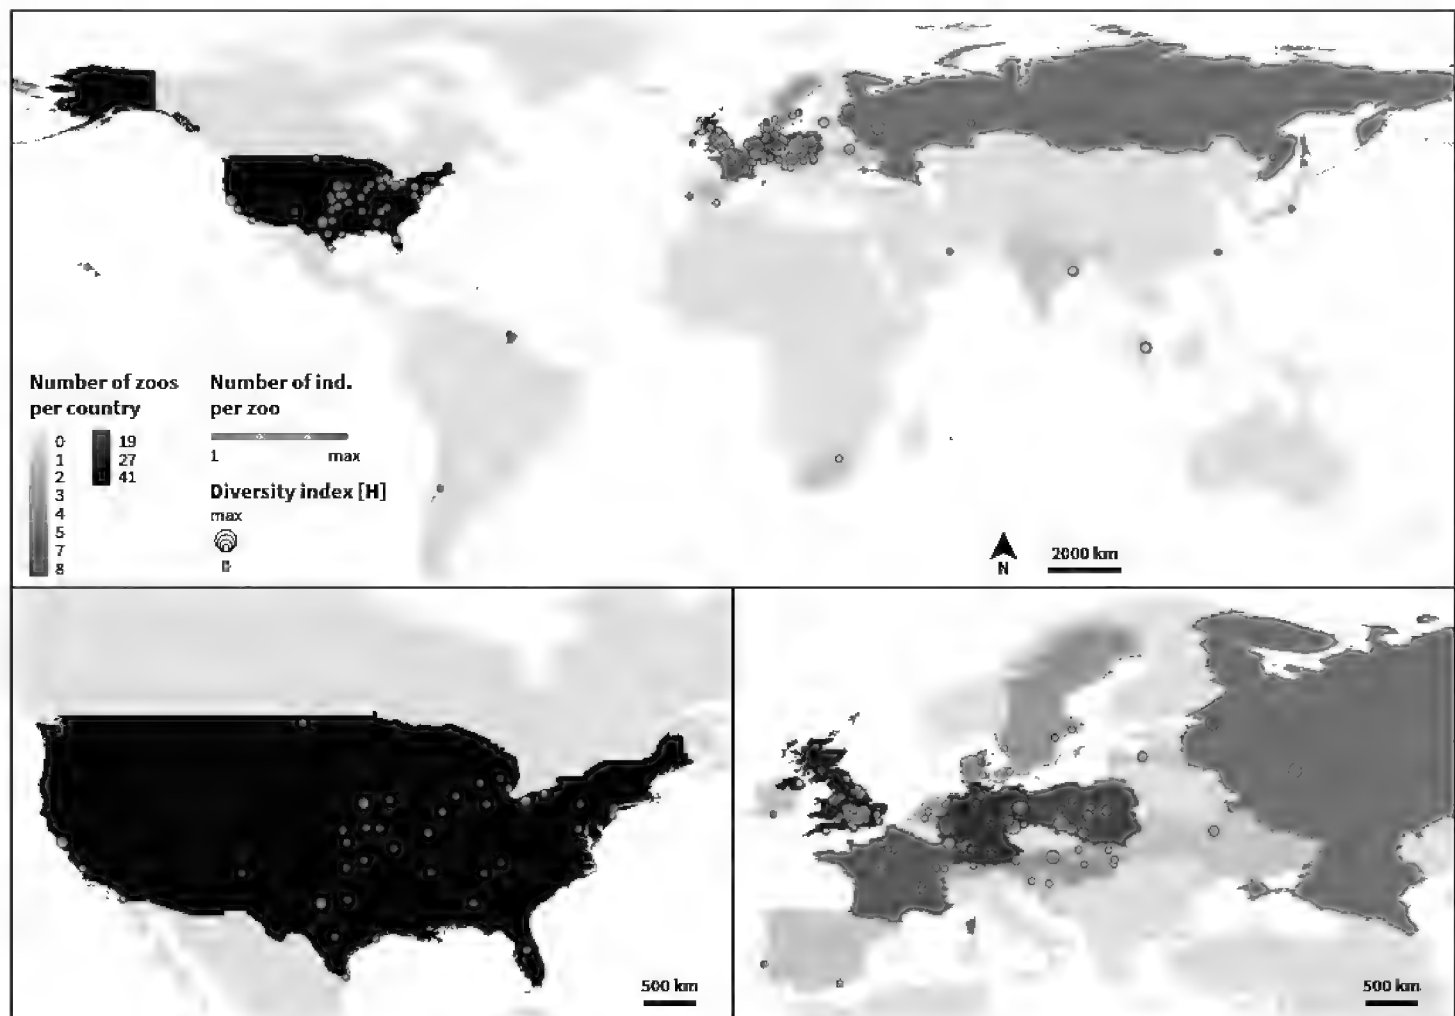 Number of zoos
per country
0
1
2
3
4
5
7
8
19
27
41
Number of ind.
per zoo
1 max
Diversity index [H]
max
N
2000 km
500 km
500 km